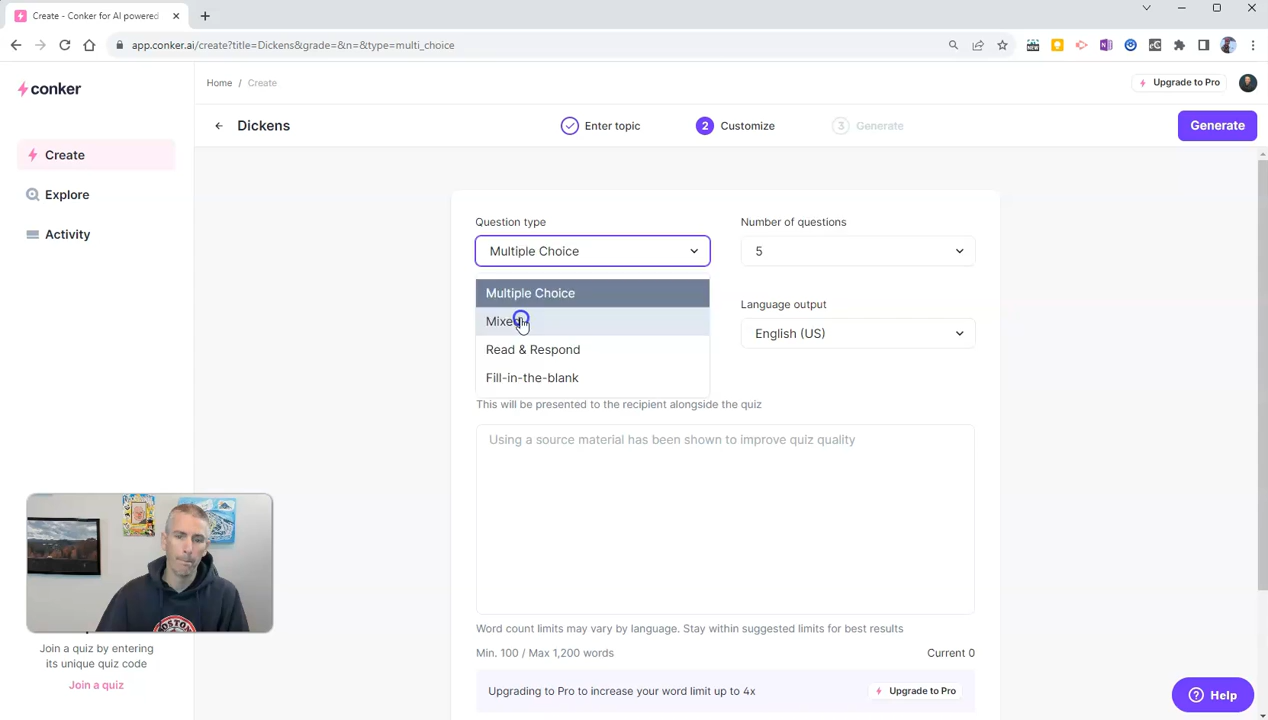 Create - Conker for AI powered
app.conker.ai/create?title=Dickens&grade=&n=&type=multi_choice
conker
Home / Create
Upgrade to Pro
Dickens
Enter topic
2 Customize
3 Generate
Generate
Create
Explore
Activity
Question type
Number of questions
Multiple Choice
5
Multiple Choice
Mixed
Read & Respond
Fill-in-the-blank
Language output
English (US)
This will be presented to the recipient alongside the quiz
Using a source material has been shown to improve quiz quality
Word count limits may vary by language. Stay within suggested limits for best results
Min. 100 / Max 1,200 words
Current 0
Upgrading to Pro to increase your word limit up to 4x
Upgrade to Pro
Join a quiz by entering
its unique quiz code
Join a quiz
Help